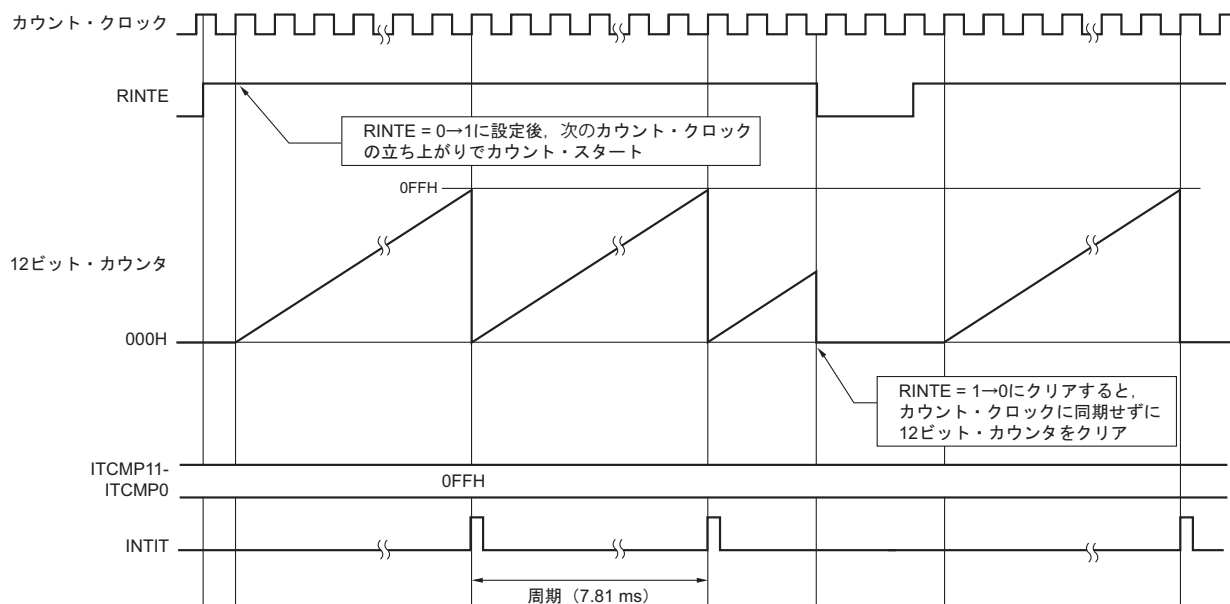 カウント・クロック
RINTE
RINTE = 0→1に設定後，次のカウント・クロック
の立ち上がりでカウント・スタート
0FFH
12ビット・カウンタ
000H
RINTE = 1→0にクリアすると，
カウント・クロックに同期せずに
12ビット・カウンタをクリア
ITCMP11-
ITCMP0
0FFH
INTIT
周期（7.81 ms）